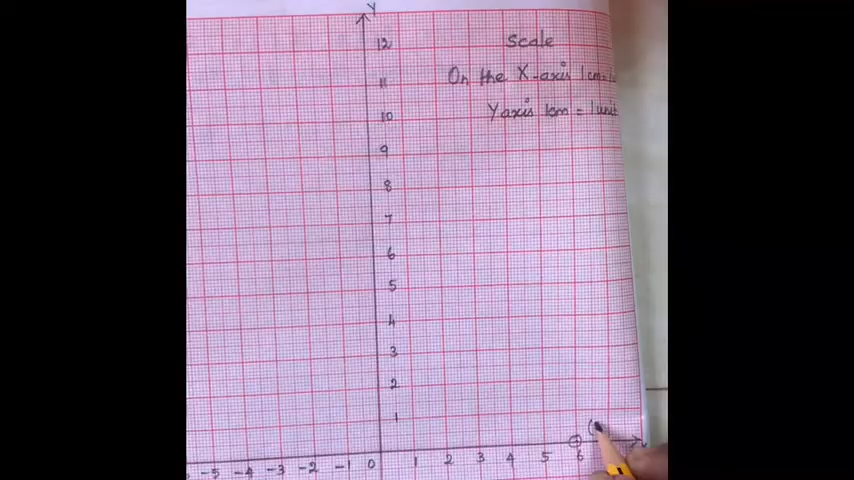 Y
12
Scale
On the X-axis 1cm=1
11
Y axis 1cm = 1unit
10
9
8
7
6
5
4
3
2
1
(
-5 -4 -3 -2 -1 0 1 2 3 4 5 6